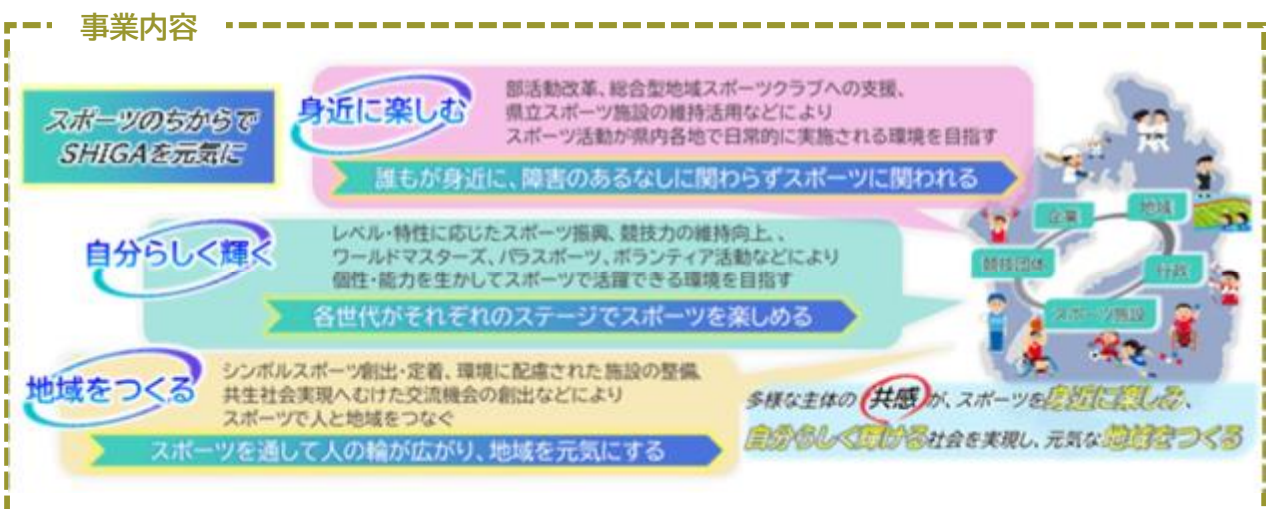 事業内容
スポーツのちからで
SHIGAを元気に
身近に楽しむ
部活動改革、総合型地域スポーツクラブへの支援、
県立スポーツ施設の維持活用などにより
スポーツ活動が県内各地で日常的に実施される環境を目指す
誰もが身近に、障害のあるなしに関わらずスポーツに関われる
自分らしく輝く
レベル・特性に応じたスポーツ振興、競技力の維持向上、、
ワールドマスターズ、パラスポーツ、ボランティア活動などにより
個性・能力を生かしてスポーツで活躍できる環境を目指す
各世代がそれぞれのステージでスポーツを楽しめる
地域をつくる
シンボルスポーツ創出・定着、環境に配慮された施設の整備、
共生社会実現へむけた交流機会の創出などにより
スポーツで人と地域をつなぐ
スポーツを通して人の輪が広がり、地域を元気にする
企業
地域
競技団体
行政
スポーツ施設
多様な主体の共感が、スポーツを身近に楽しみ、
自分らしく輝ける社会を実現し、元気な地域をつくる